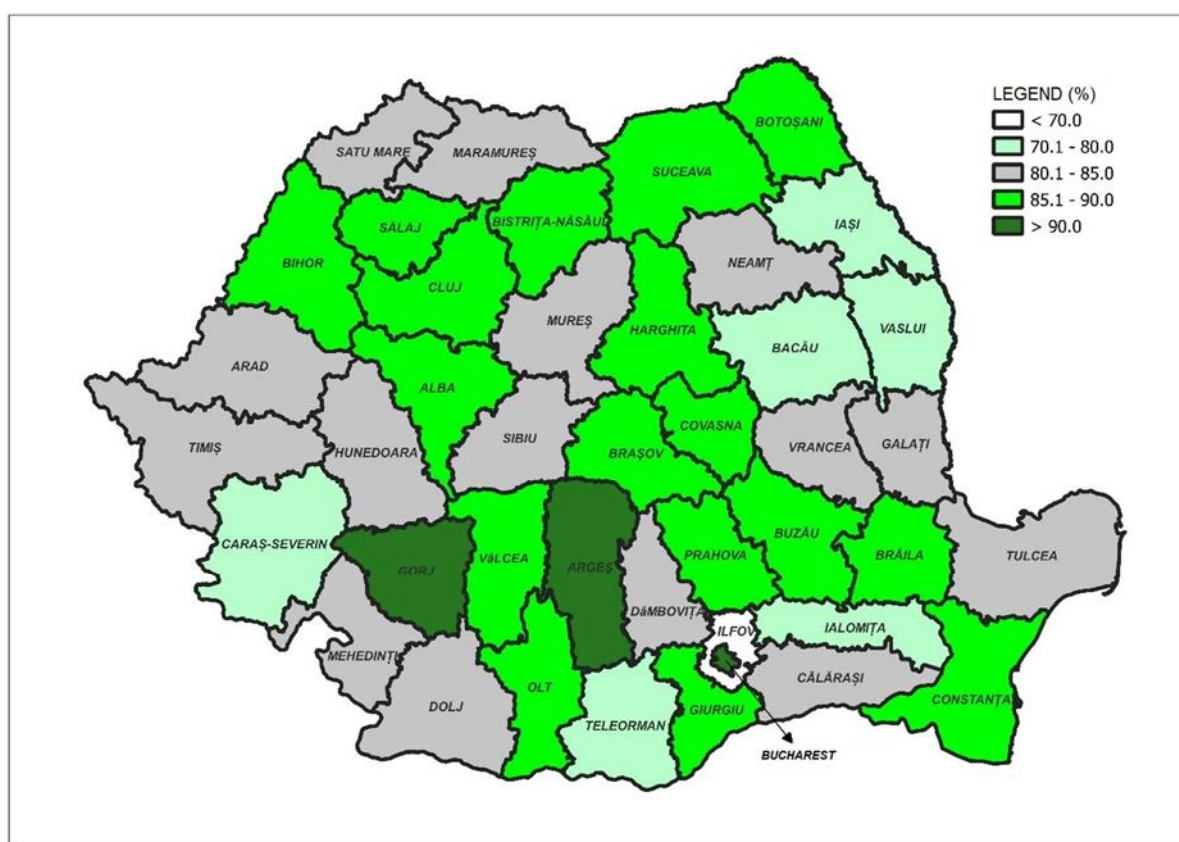 LEGEND (%)
< 70.0
70.1 - 80.0
80.1 - 85.0
85.1 - 90.0
> 90.0
BOTOȘANI
SATU MARE
MARAMUREȘ
SUCEAVA
SĂLAJ
BISTRIȚA-NĂSĂUD
IAȘI
BIHOR
CLUJ
NEAMȚ
MUREȘ
HARGHITA
VASLUI
BACĂU
ARAD
ALBA
COVASNA
TIMIȘ
HUNEDOARA
SIBIU
BRAȘOV
VRANCEA
GALAȚI
CARAȘ-SEVERIN
GORJ
VâLCEA
ARGEȘ
PRAHOVA
BUZĂU
BRĂILA
TULCEA
DâMBOVIȚA
ILFOV
IALOMIȚA
MEHEDINȚI
CĂLĂRAȘI
OLT
DOLJ
TELEORMAN
GIURGIU
CONSTANȚA
BUCHAREST